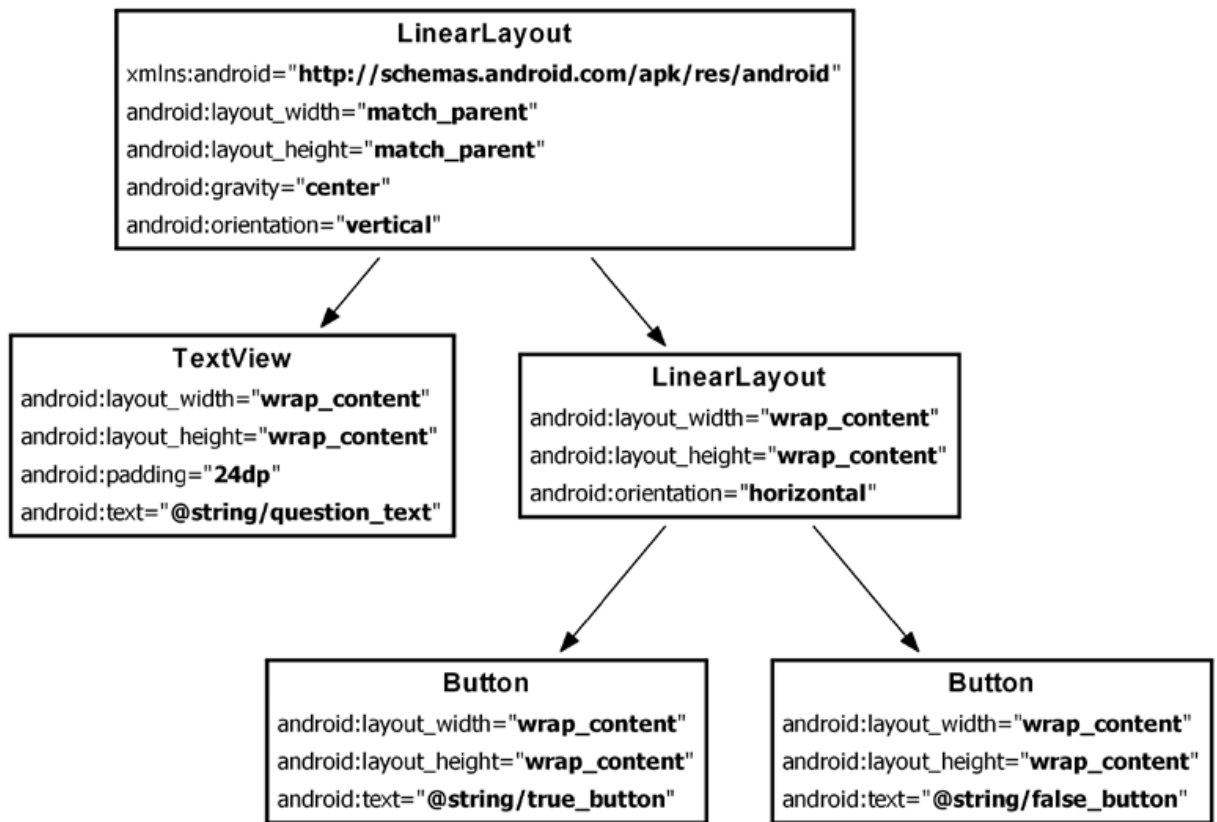 LinearLayout
xmlns:android="http://schemas.android.com/apk/res/android"
android:layout_width="match_parent"
android:layout_height="match_parent"
android:gravity="center"
android:orientation="vertical"
TextView
android:layout_width="wrap_content"
android:layout_height="wrap_content"
android:padding="24dp"
android:text="@string/question_text"
LinearLayout
android:layout_width="wrap_content"
android:layout_height="wrap_content"
android:orientation="horizontal"
Button
android:layout_width="wrap_content"
android:layout_height="wrap_content"
android:text="@string/true_button"
Button
android:layout_width="wrap_content"
android:layout_height="wrap_content"
android:text="@string/false_button"